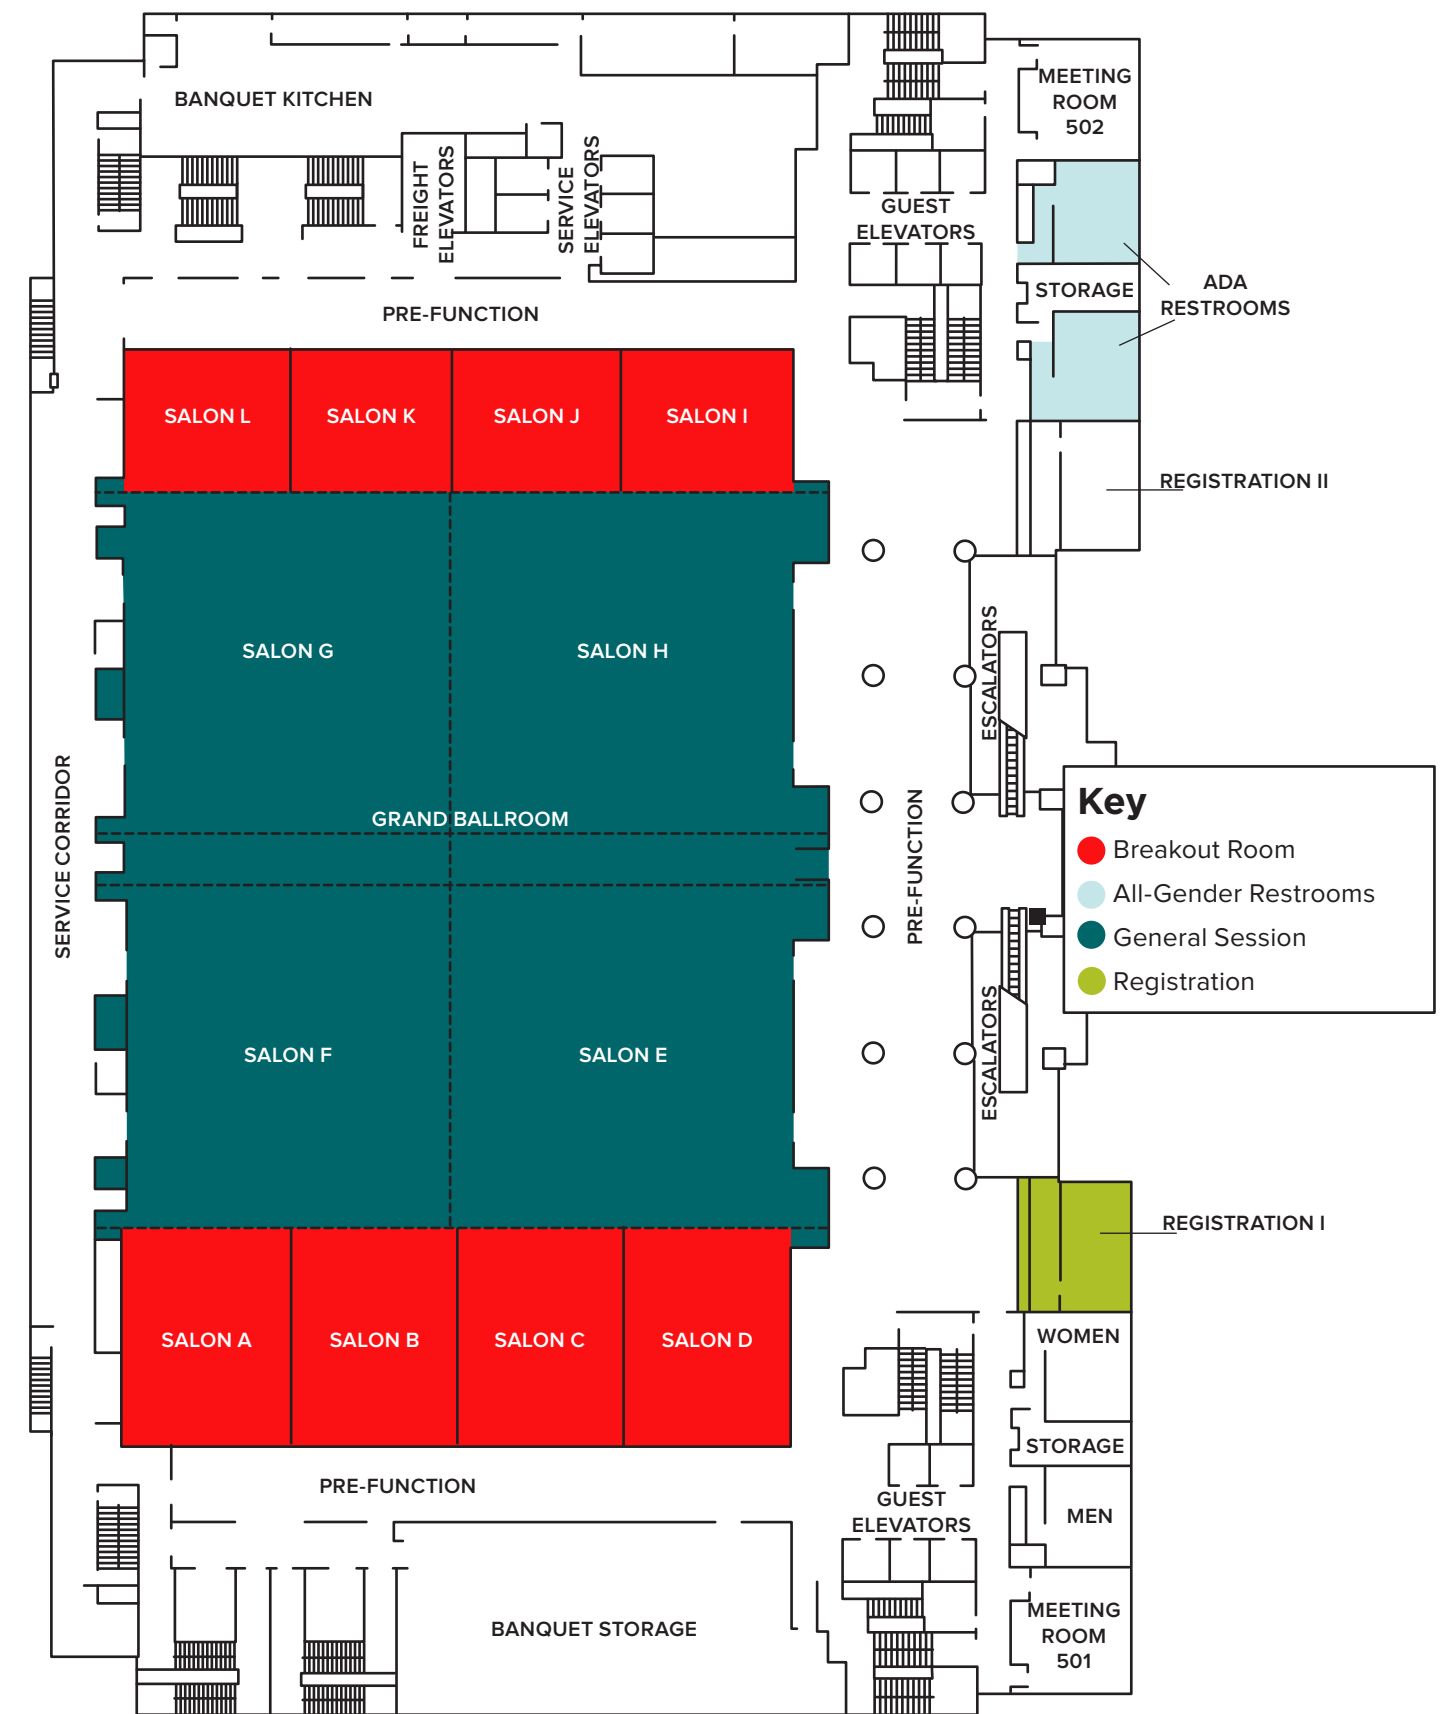 BANQUET KITCHEN
MEETING
ROOM
502
FREIGHT
ELEVATORS
SERVICE
ELEVATORS
GUEST
ELEVATORS
STORAGE
ADA
RESTROOMS
PRE-FUNCTION
SALON L
SALON K
SALON J
SALON I
REGISTRATION II
SALON G
SALON H
ESCALATORS
GRAND BALLROOM
SERVICE CORRIDOR
PRE-FUNCTION
Key
Breakout Room
All-Gender Restrooms
General Session
Registration
SALON F
SALON E
ESCALATORS
REGISTRATION I
SALON A
SALON B
SALON C
SALON D
WOMEN
STORAGE
PRE-FUNCTION
GUEST
ELEVATORS
MEN
BANQUET STORAGE
MEETING
ROOM
501